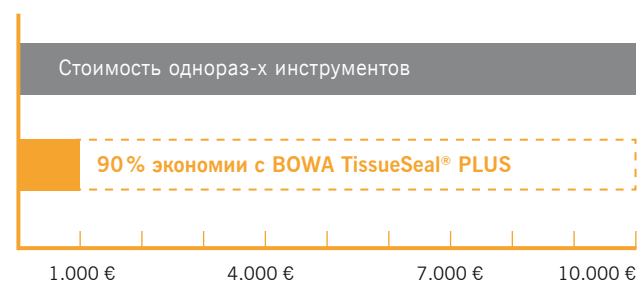 Стоимость однораз-х инструментов
90 % экономии с BOWA TissueSeal® PLUS
1.000 € 4.000 € 7.000 € 10.000 €